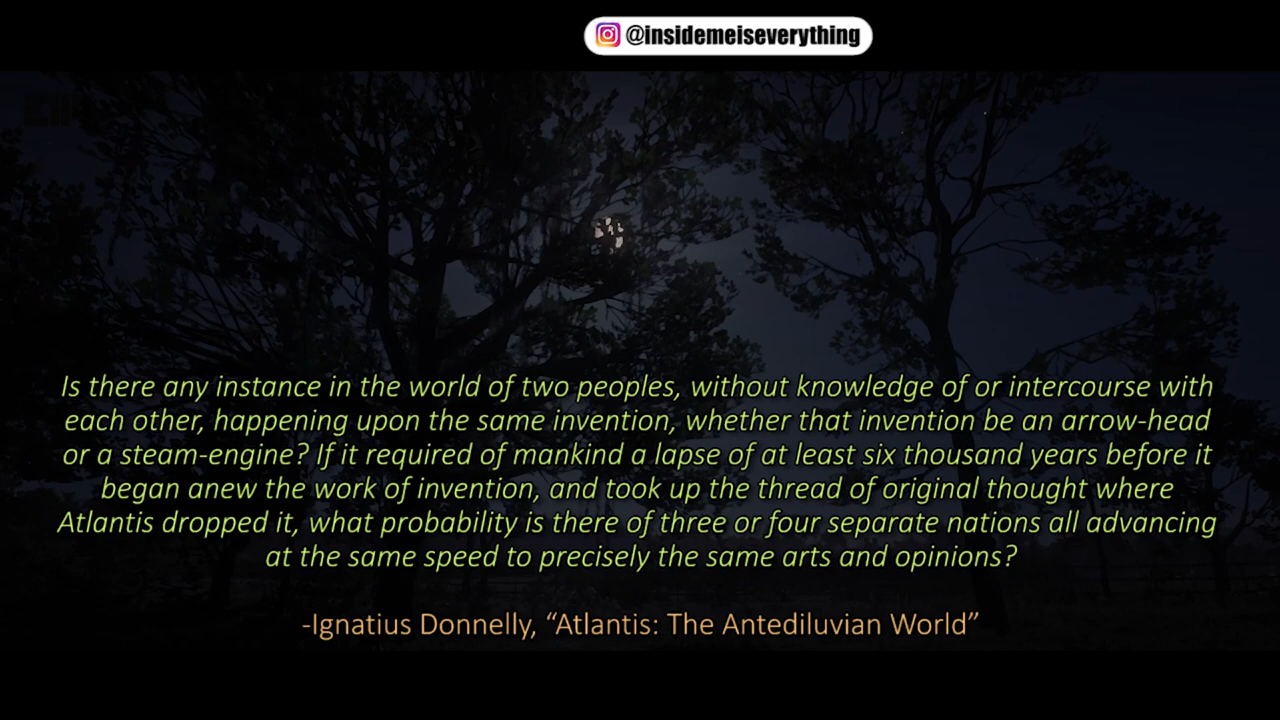 @insidemeiseverything
Is there any instance in the world of two peoples, without knowledge of or intercourse with
each other, happening upon the same invention, whether that invention be an arrow-head
or a steam-engine? If it required of mankind a lapse of at least six thousand years before it
began anew the work of invention, and took up the thread of original thought where
Atlantis dropped it, what probability is there of three or four separate nations all advancing
at the same speed to precisely the same arts and opinions?
-Ignatius Donnelly, “Atlantis: The Antediluvian World”